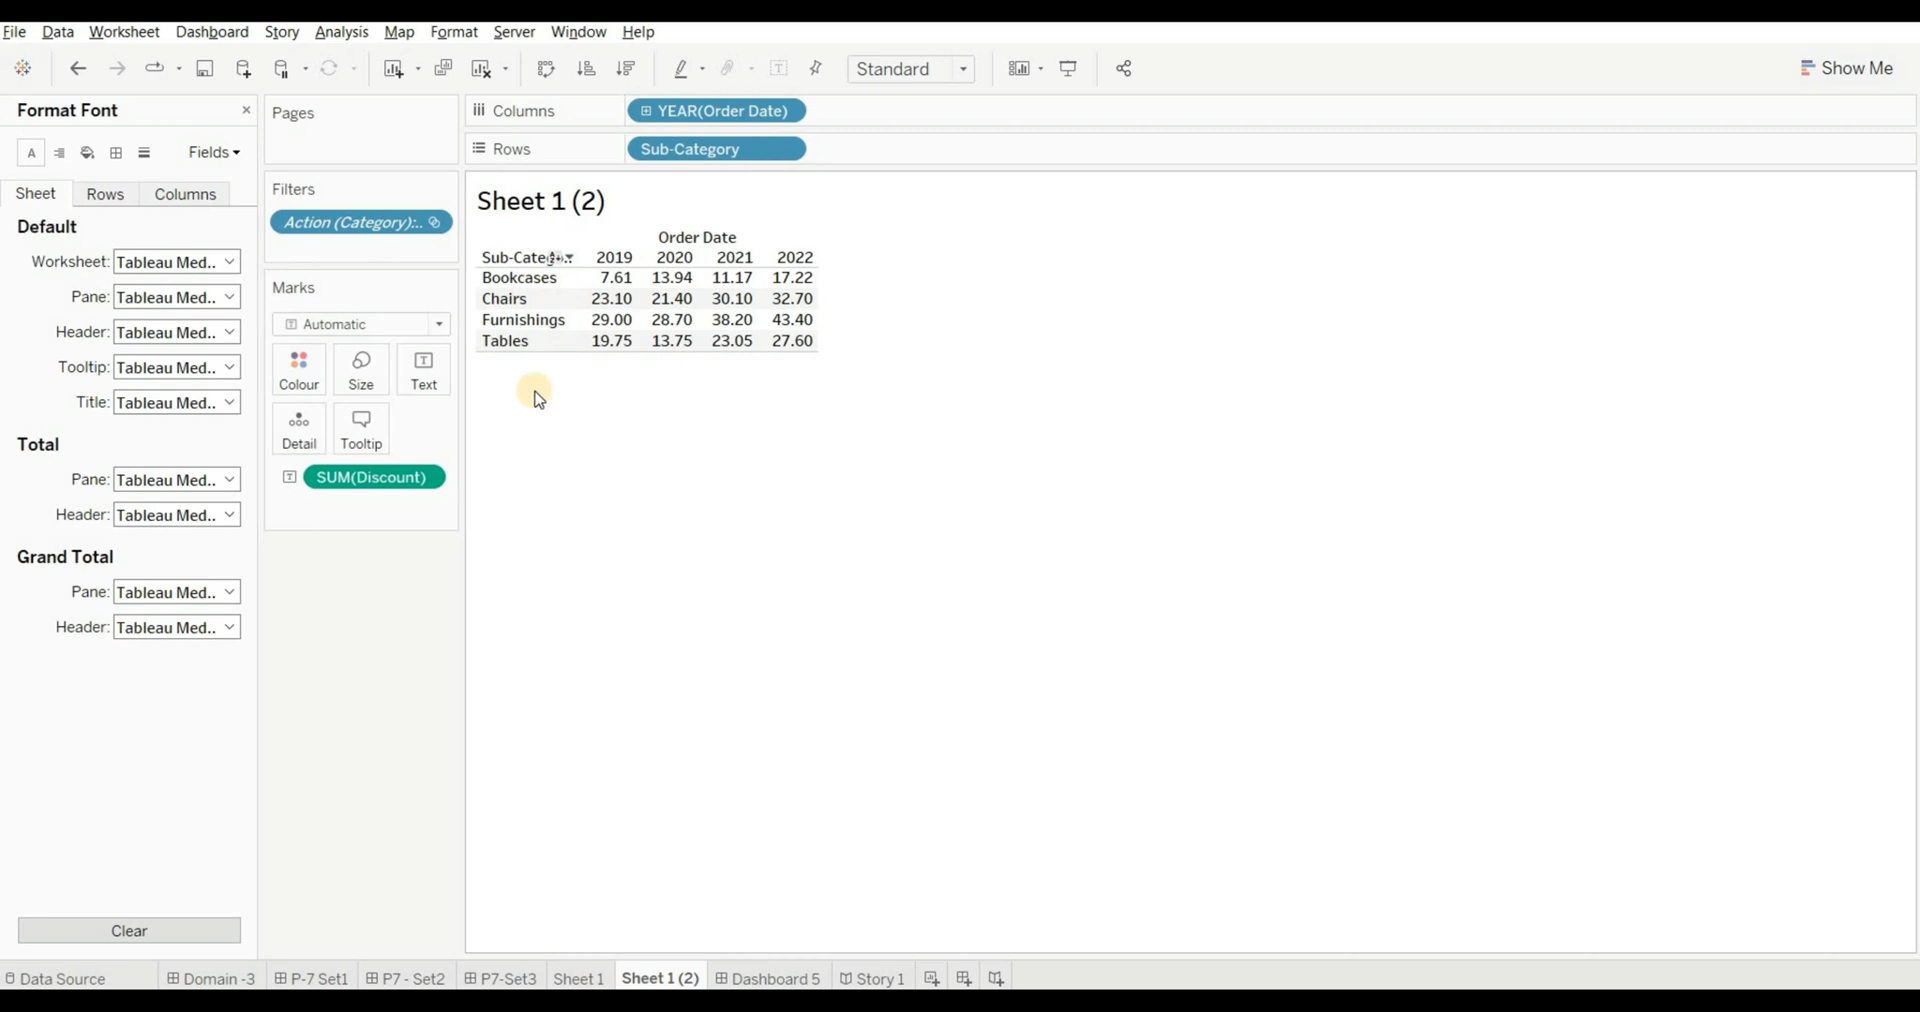 File Data Worksheet Dashboard Story Analysis Map Format Server Window Help
Standard
Show Me
Format Font
Fields
Sheet Rows Columns
Default
Worksheet: Tableau Med..
Pane: Tableau Med..
Header: Tableau Med..
Tooltip: Tableau Med..
Title: Tableau Med..
Total
Pane: Tableau Med..
Header: Tableau Med..
Grand Total
Pane: Tableau Med..
Header: Tableau Med..
Clear
Pages
Filters
Action (Category):..
Marks
Automatic
Colour Size Text
Detail Tooltip
SUM(Discount)
Columns YEAR(Order Date)
Rows Sub-Category
Sheet 1 (2)
Order Date
2019 2020 2021 2022
Bookcases 7.61 13.94 11.17 17.22
Chairs 23.10 21.40 30.10 32.70
Furnishings 29.00 28.70 38.20 43.40
Tables 19.75 13.75 23.05 27.60
Data Source Domain -3 P-7 Set1 P7 - Set2 P7-Set3 Sheet 1 Sheet 1 (2) Dashboard 5 Story 1